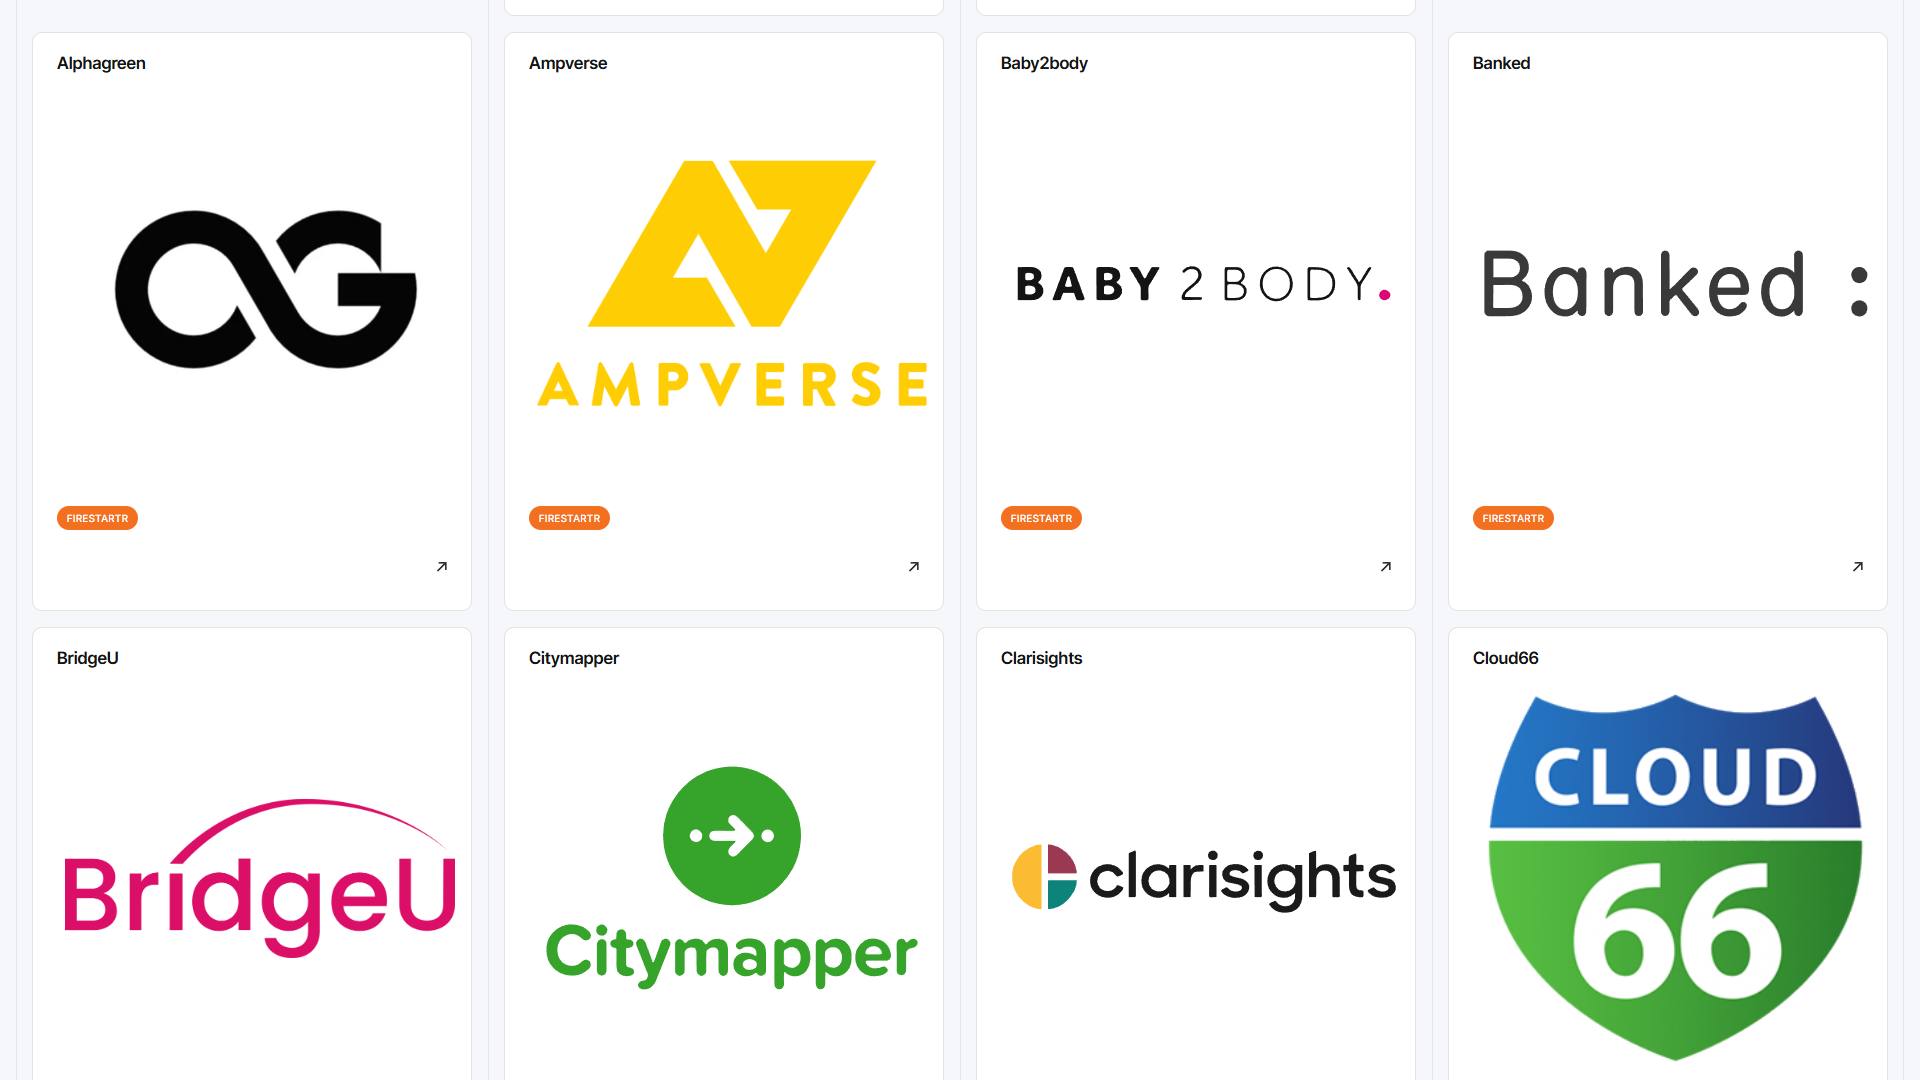 Alphagreen
Ampverse
Baby2body
Banked
AMPVERSE
BABY 2 BODY.
Banked :
FIRESTARTR
FIRESTARTR
FIRESTARTR
FIRESTARTR
BridgeU
Citymapper
Clarisights
Cloud66
BridgeU
Citymapper
clarisights
CLOUD
66